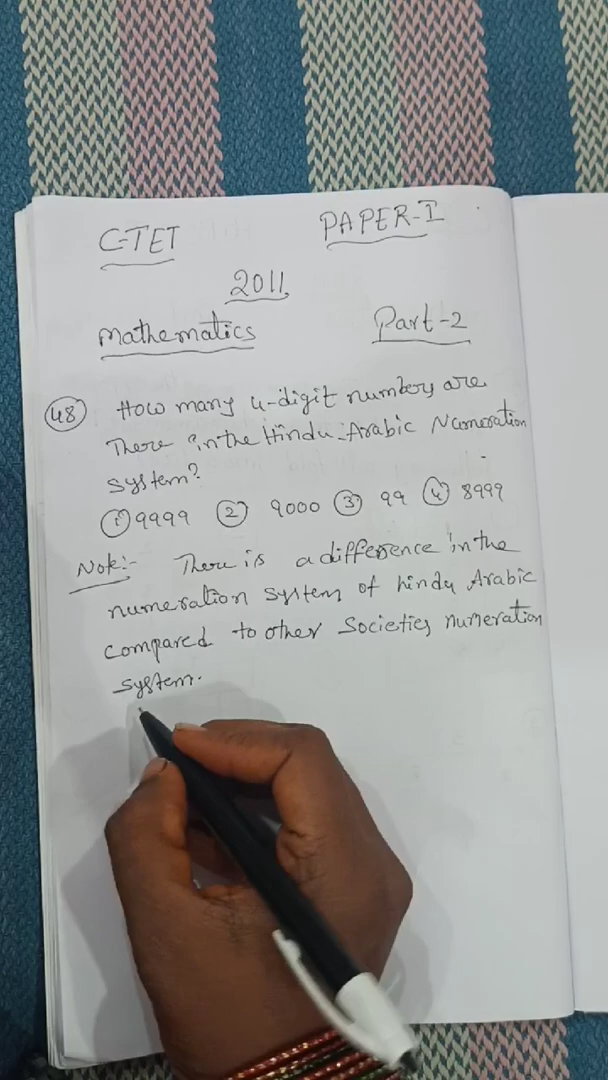 C-TET PAPER-I
2011
Mathematics Part-2
48 How many 4-digit numbers are
There in the Hindu-Arabic Numeration
system?
1 9999 2 9000 3 99 4 8999
Note:- There is a difference in the
numeration system of hindu Arabic
compared to other Societies numeration
system.